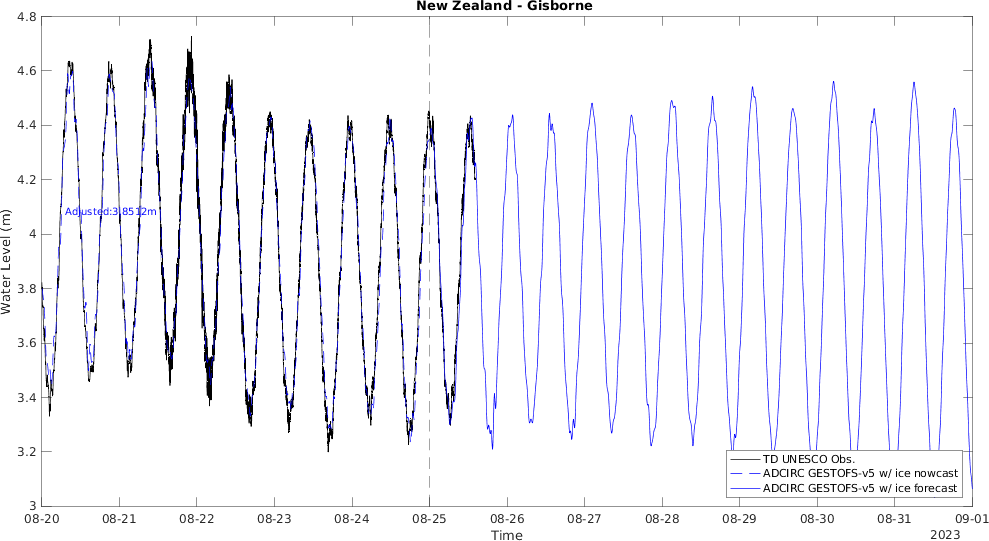 New Zealand - Gisborne
4.8
4.6
4.4
4.2
4
3.8
3.6
3.4
3.2
3
Water Level (m)
Adjusted:3.8512m
TD UNESCO Obs.
ADCIRC GESTOFS-v5 w/ ice nowcast
ADCIRC GESTOFS-v5 w/ ice forecast
08-20 08-21 08-22 08-23 08-24 08-25 08-26 08-27 08-28 08-29 08-30 08-31 09-01
Time
2023